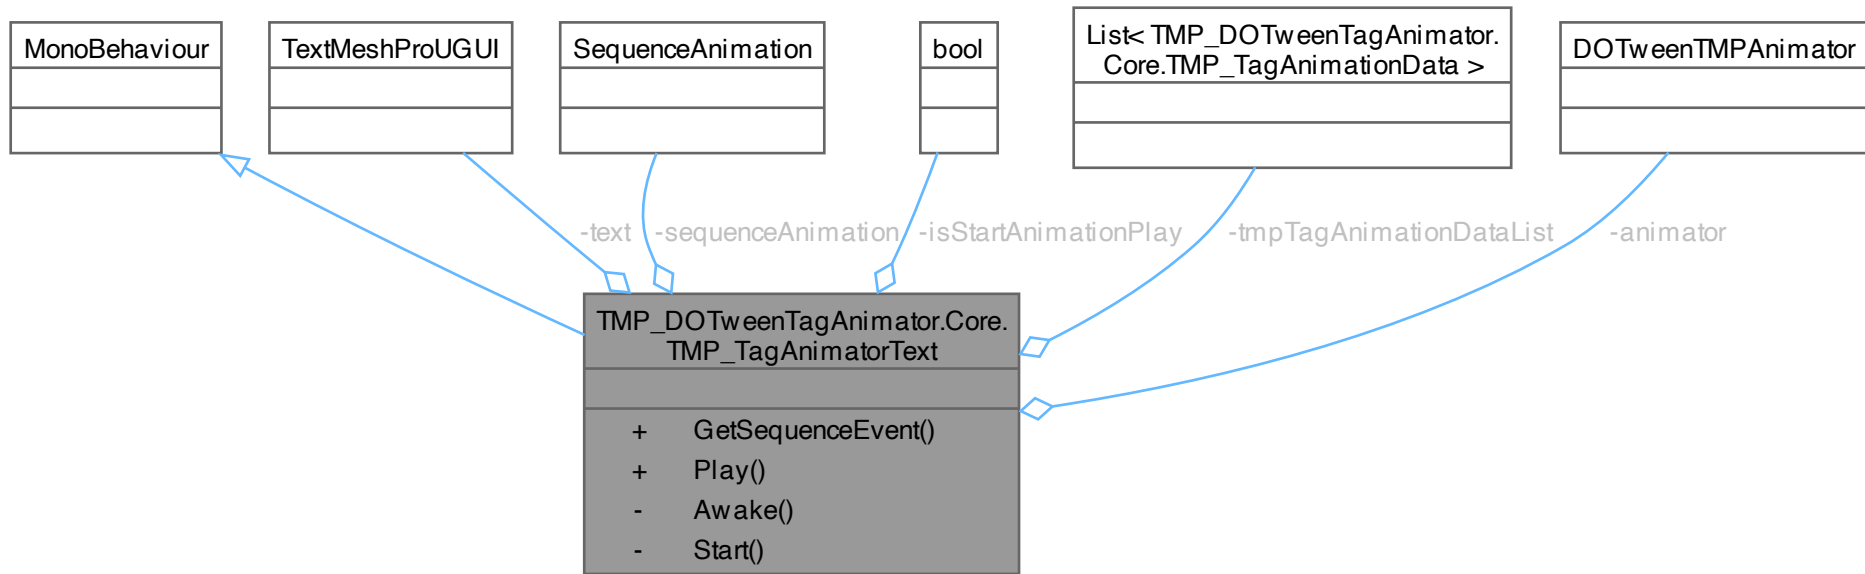 MonoBehaviour
TextMeshProUGUI
SequenceAnimation
bool
List< TMP_DOTweenTagAnimator.
Core.TMP_TagAnimationData >
DOTweenTMPAnimator
-text
-sequenceAnimation
-isStartAnimationPlay
-tmpTagAnimationDataList
-animator
TMP_DOTweenTagAnimator.Core.
TMP_TagAnimatorText
+ GetSequenceEvent()
+ Play()
- Awake()
- Start()